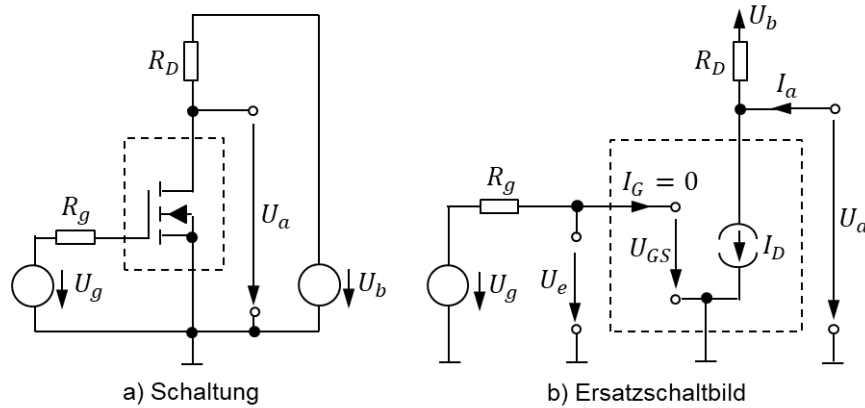 R_D
R_g
U_g
U_a
U_b
a) Schaltung
U_b
R_D
I_a
R_g
I_G = 0
U_e
U_g
U_GS
I_D
U_a
b) Ersatzschaltbild